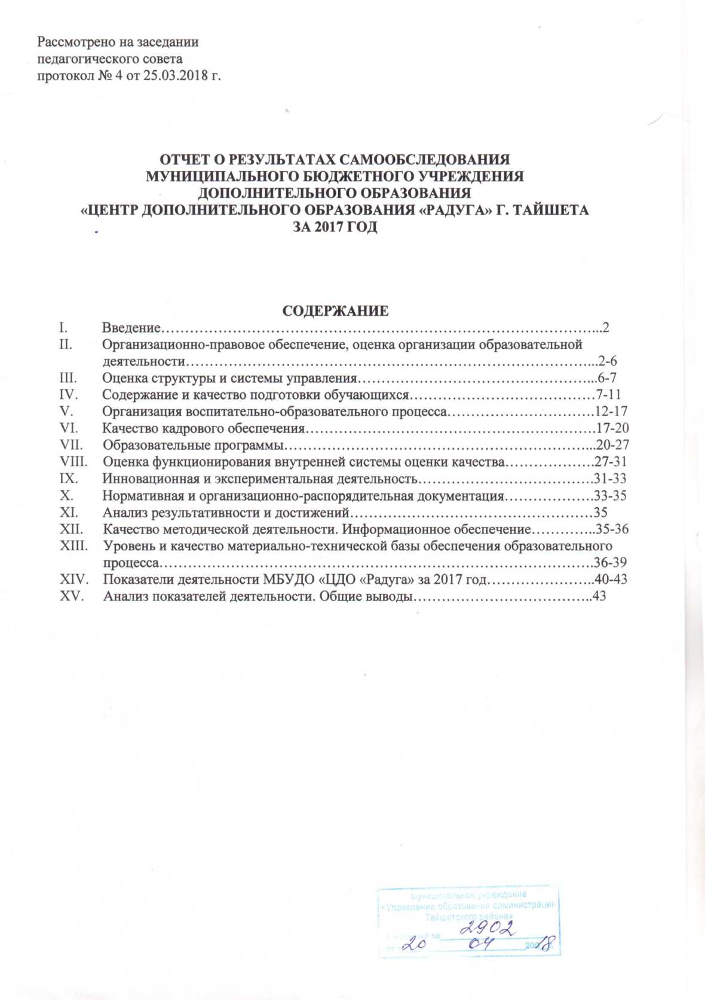 Рассмотрено на заседании
педагогического совета
протокол № 4 от 25.03.2018 г.
ОТЧЕТ О РЕЗУЛЬТАТАХ САМООБСЛЕДОВАНИЯ
МУНИЦИПАЛЬНОГО БЮДЖЕТНОГО УЧРЕЖДЕНИЯ
ДОПОЛНИТЕЛЬНОГО ОБРАЗОВАНИЯ
«ЦЕНТР ДОПОЛНИТЕЛЬНОГО ОБРАЗОВАНИЯ «РАДУГА» Г. ТАЙШЕТА
ЗА 2017 ГОД
СОДЕРЖАНИЕ
I. Введение…………………………………………………………………………………..2
II. Организационно-правовое обеспечение, оценка организации образовательной
деятельности……………………………………………………………………………...2-6
III. Оценка структуры и системы управления…………………………………………...6-7
IV. Содержание и качество подготовки обучающихся…………………………………7-11
V. Организация воспитательно-образовательного процесса………………………….12-17
VI. Качество кадрового обеспечения…………………………………………………….17-20
VII. Образовательные программы………………………………………………………...20-27
VIII. Оценка функционирования внутренней системы оценки качества……………….27-31
IX. Инновационная и экспериментальная деятельность……………………………….31-33
X. Нормативная и организационно-распорядительная документация……………….33-35
XI. Анализ результативности и достижений……………………………………………35
XII. Качество методической деятельности. Информационное обеспечение…………..35-36
XIII. Уровень и качество материально-технической базы обеспечения образовательного
процесса……………………………………………………………………………….36-39
XIV. Показатели деятельности МБУДО «ЦДО «Радуга» за 2017 год…………………..40-43
XV. Анализ показателей деятельности. Общие выводы………………………………..43
Муниципальное учреждение
«Управление образования администрации
Тайшетского района»
№ 2902
20 04 2018